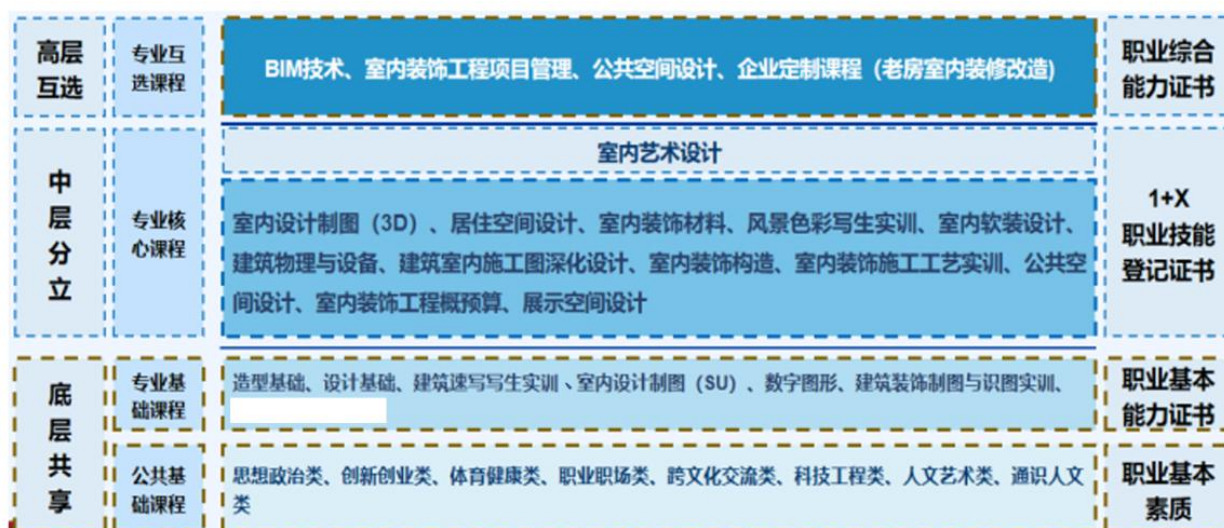 高层
互选
专业互
选课程
BIM技术、室内装饰工程项目管理、公共空间设计、企业定制课程（老房室内装修改造)
职业综合
能力证书
中
层
分
立
专业核
心课程
室内艺术设计
室内设计制图（3D）、居住空间设计、室内装饰材料、风景色彩写生实训、室内软装设计、
建筑物理与设备、建筑室内施工图深化设计、室内装饰构造、室内装饰施工工艺实训、公共空
间设计、室内装饰工程概预算、展示空间设计
1+X
职业技能
登记证书
底
层
共
享
专业基
础课程
造型基础、设计基础、建筑速写写生实训、室内设计制图（SU）、数字图形、建筑装饰制图与识图实训、
职业基本
能力证书
公共基
础课程
思想政治类、创新创业类、体育健康类、职业职场类、跨文化交流类、科技工程类、人文艺术类、通识人文
类
职业基本
素质